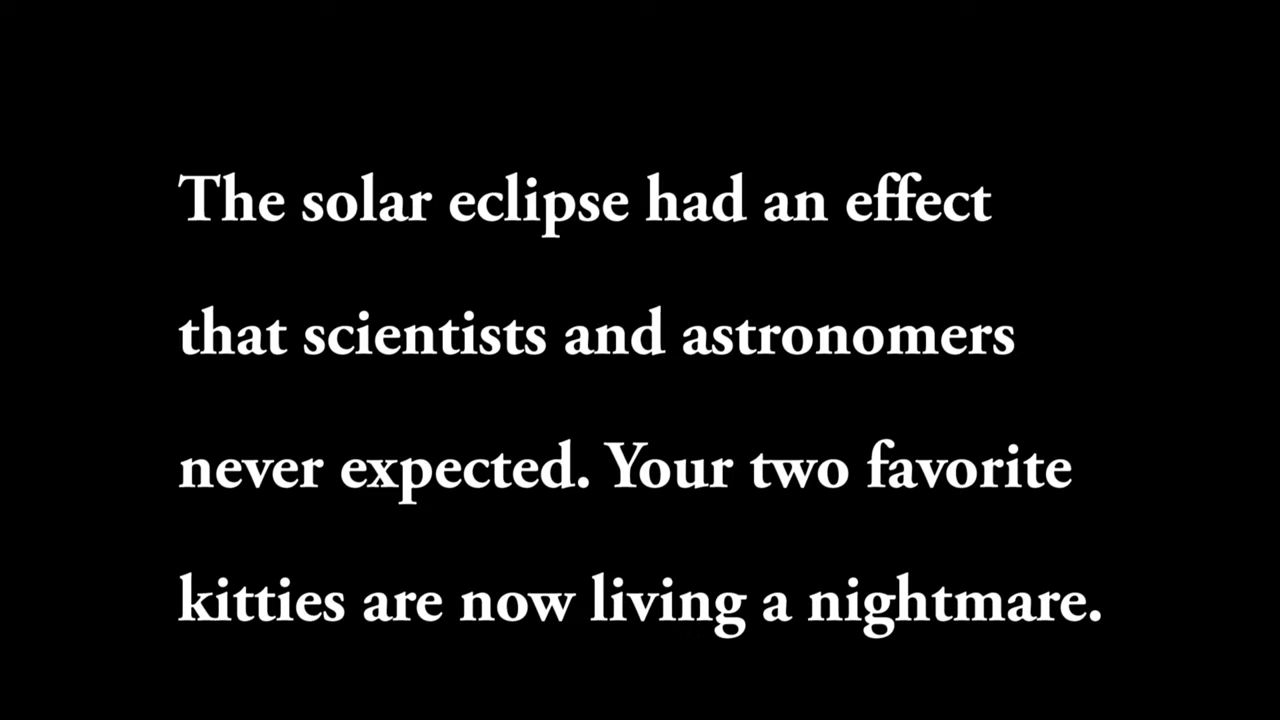 The solar eclipse had an effect
that scientists and astronomers
never expected. Your two favorite
kitties are now living a nightmare.